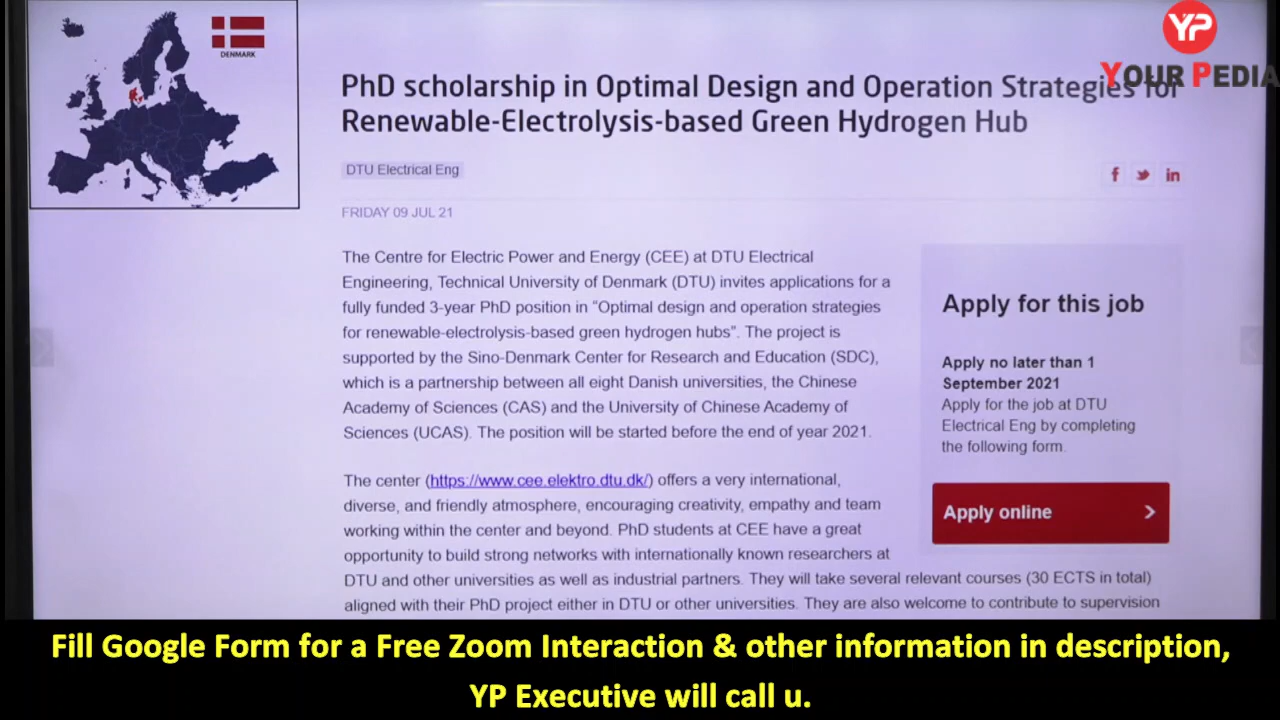 DENMARK
YP
YOUR PEDIA
PhD scholarship in Optimal Design and Operation Strategies for
Renewable-Electrolysis-based Green Hydrogen Hub
DTU Electrical Eng
f
in
FRIDAY 09 JUL 21
The Centre for Electric Power and Energy (CEE) at DTU Electrical
Engineering, Technical University of Denmark (DTU) invites applications for a
fully funded 3-year PhD position in “Optimal design and operation strategies
for renewable-electrolysis-based green hydrogen hubs”. The project is
supported by the Sino-Denmark Center for Research and Education (SDC),
which is a partnership between all eight Danish universities, the Chinese
Academy of Sciences (CAS) and the University of Chinese Academy of
Sciences (UCAS). The position will be started before the end of year 2021.
The center (https://www.cee.elektro.dtu.dk/) offers a very international,
diverse, and friendly atmosphere, encouraging creativity, empathy and team
working within the center and beyond. PhD students at CEE have a great
opportunity to build strong networks with internationally known researchers at
DTU and other universities as well as industrial partners. They will take several relevant courses (30 ECTS in total)
aligned with their PhD project either in DTU or other universities. They are also welcome to contribute to supervision
Apply for this job
Apply no later than 1
September 2021
Apply for the job at DTU
Electrical Eng by completing
the following form.
Apply online
Fill Google Form for a Free Zoom Interaction & other information in description,
YP Executive will call u.